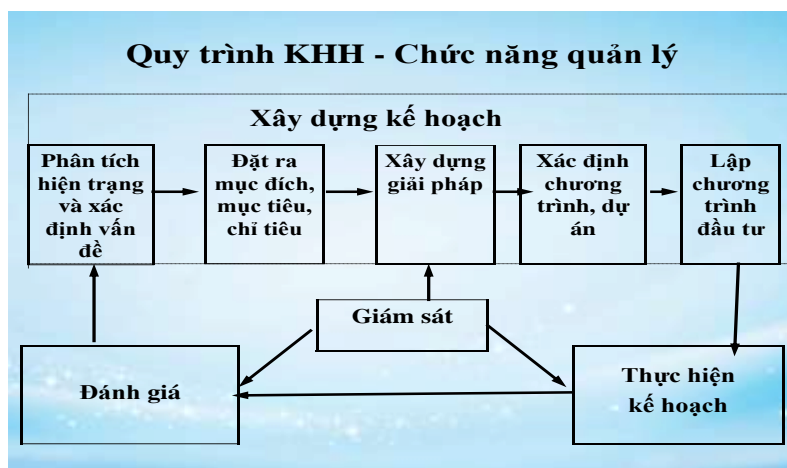 Quy trình KHH - Chức năng quản lý
Xây dựng kế hoạch
Phân tích
hiện trạng
và xác
định vấn
đề
Đặt ra
mục đích,
mục tiêu,
chỉ tiêu
Xây dựng
giải pháp
Xác định
chương
trình, dự
án
Lập
chương
trình
đầu tư
Giám sát
Đánh giá
Thực hiện
kế hoạch